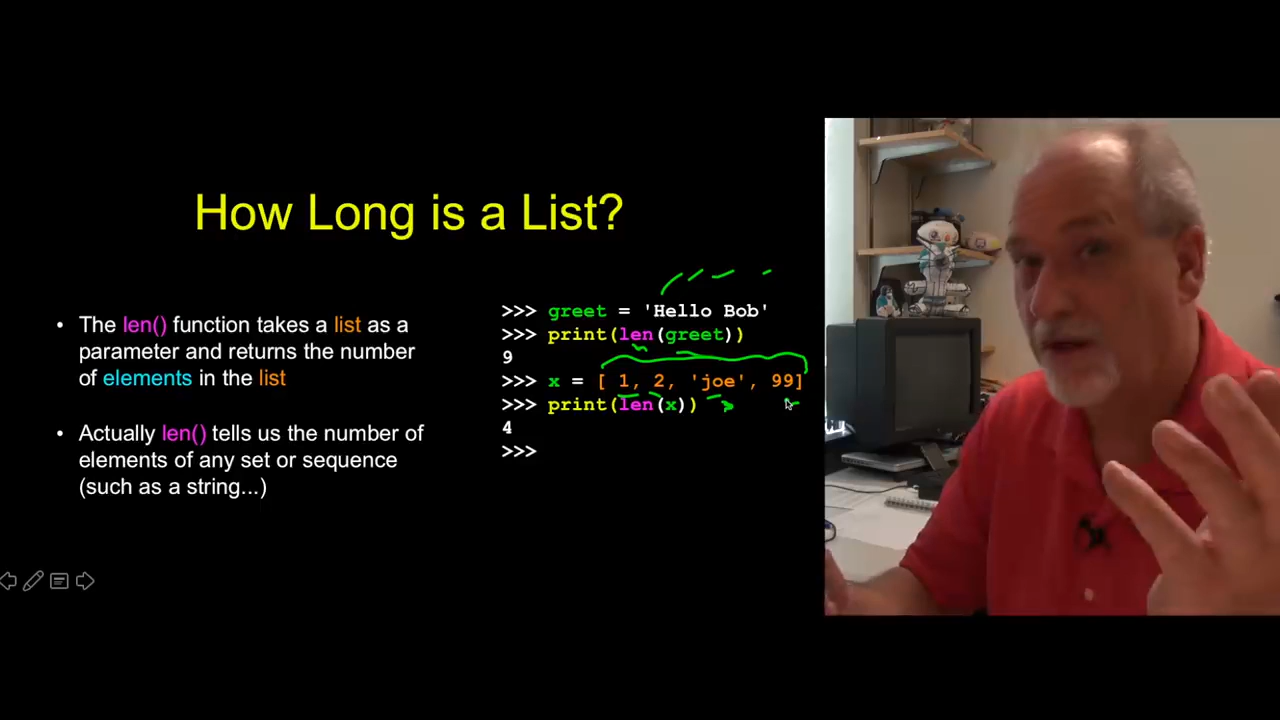 How Long is a List?
• The len() function takes a list as a
parameter and returns the number
of elements in the list
• Actually len() tells us the number of
elements of any set or sequence
(such as a string...)
>>> greet = 'Hello Bob'
>>> print(len(greet))
9
>>> x = [ 1, 2, 'joe', 99]
>>> print(len(x))
4
>>>